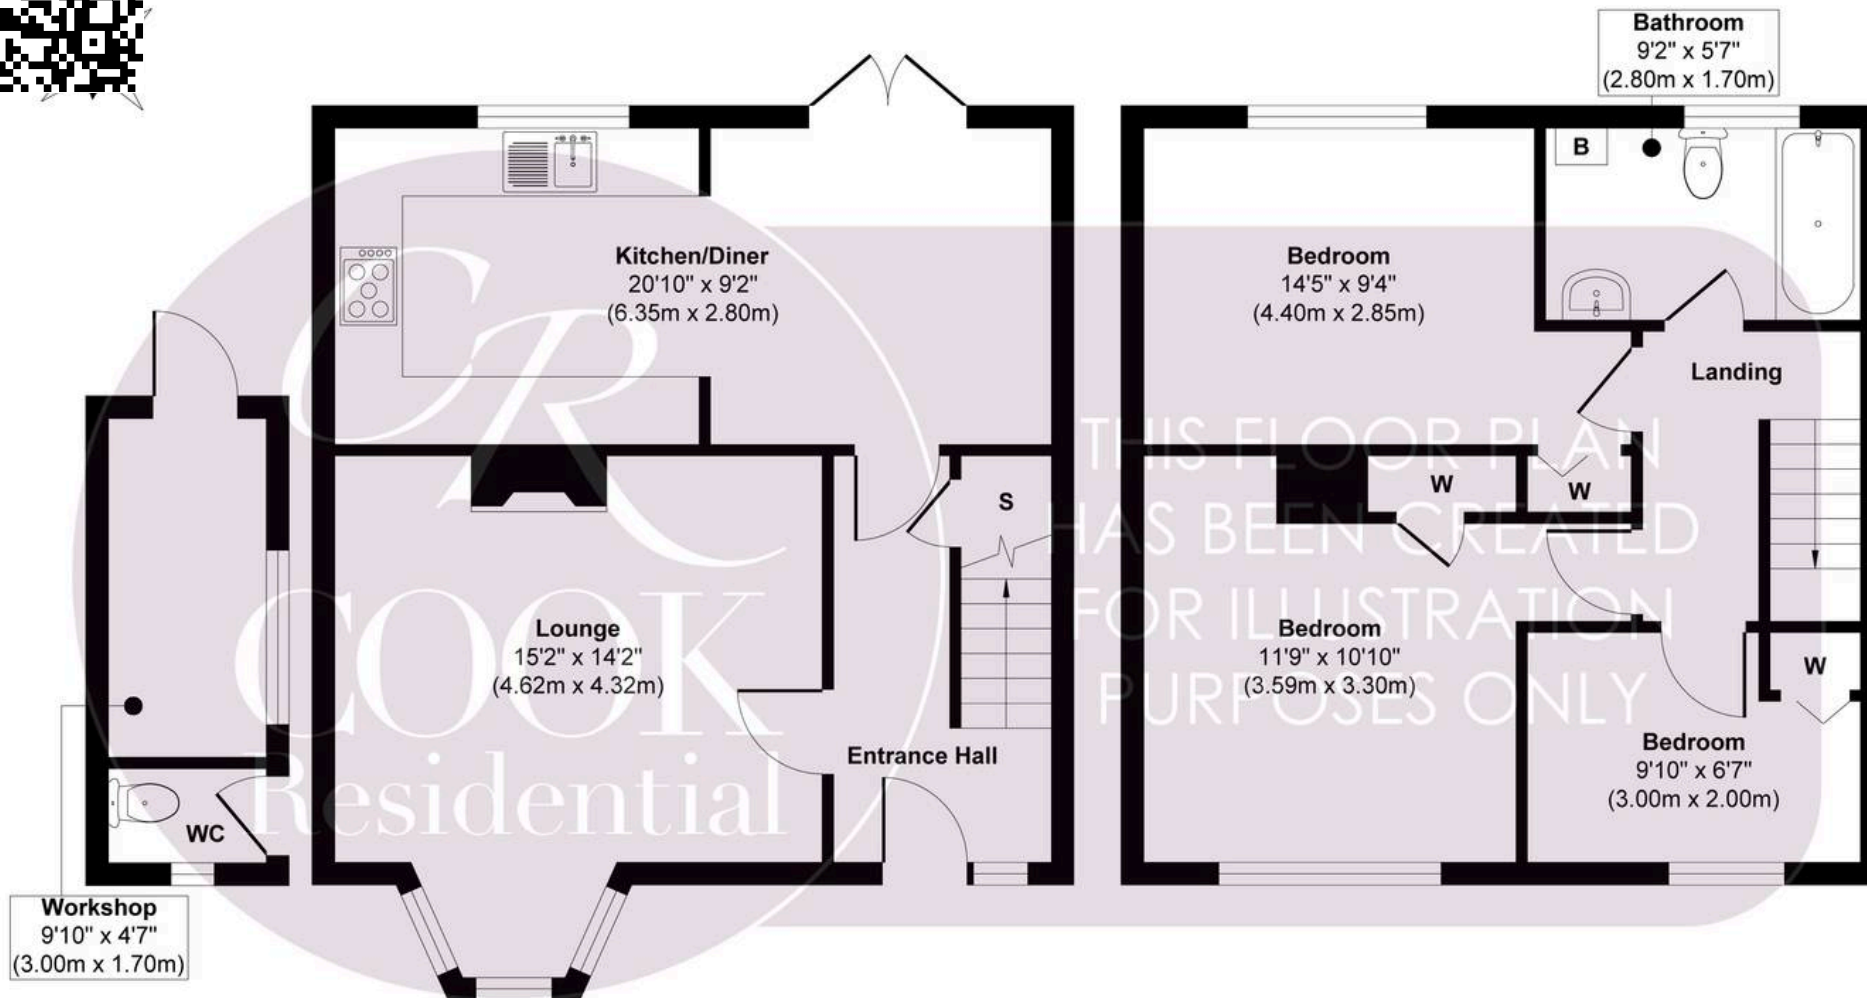 Bathroom
9'2" x 5'7"
(2.80m x 1.70m)
B
Kitchen/Diner
20'10" x 9'2"
(6.35m x 2.80m)
Bedroom
14'5" x 9'4"
(4.40m x 2.85m)
Landing
CR
COOK
Residential
THIS FLOOR PLAN
HAS BEEN CREATED
FOR ILLUSTRATION
PURPOSES ONLY
S
W
W
Lounge
15'2" x 14'2"
(4.62m x 4.32m)
Bedroom
11'9" x 10'10"
(3.59m x 3.30m)
W
Entrance Hall
Bedroom
9'10" x 6'7"
(3.00m x 2.00m)
WC
Workshop
9'10" x 4'7"
(3.00m x 1.70m)